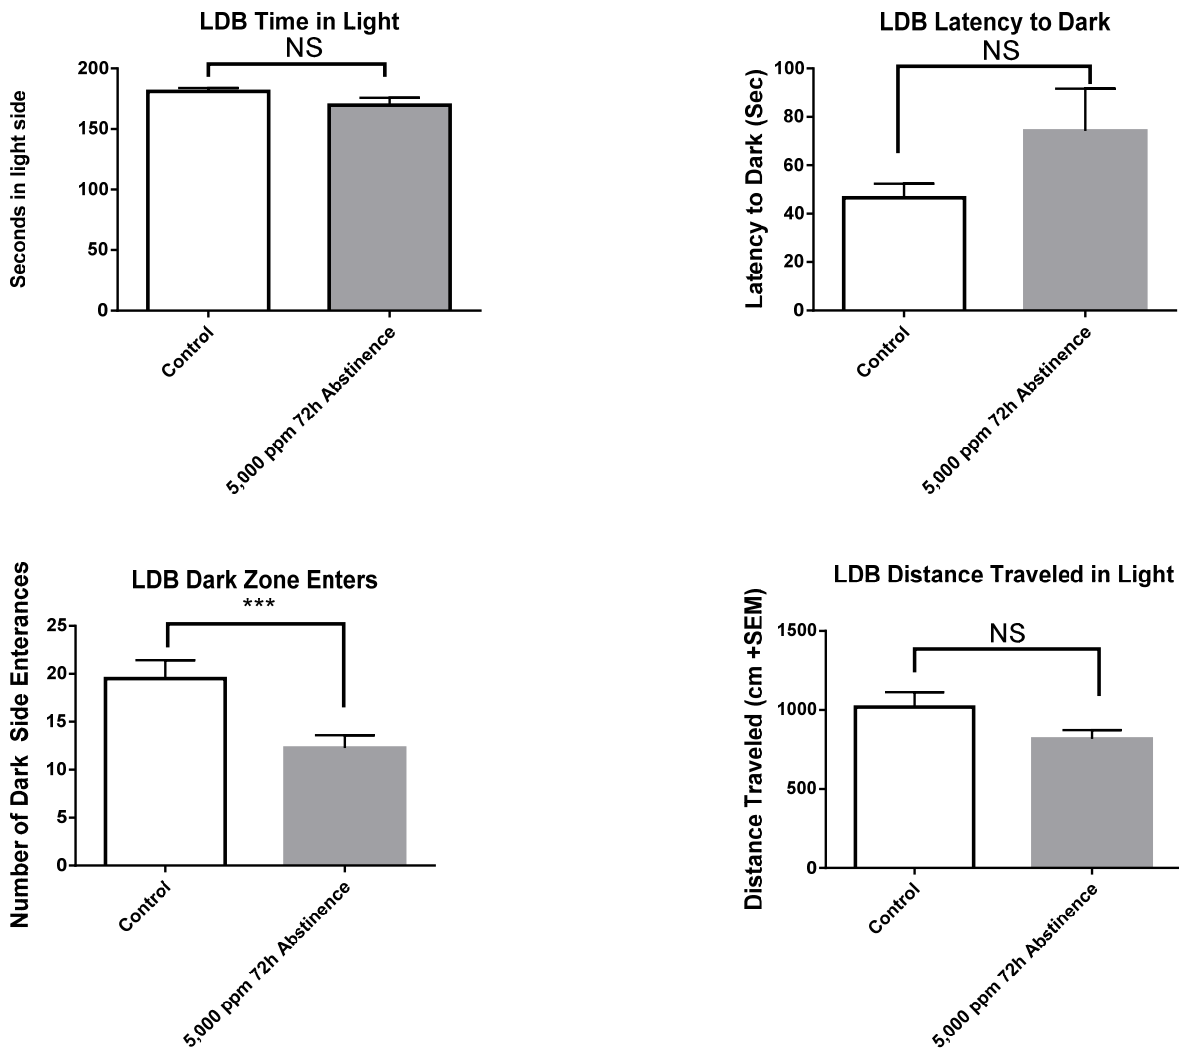 LDB Time in Light
NS
Seconds in light side
200
150
100
50
0
Control
5,000 ppm 72h Abstinence
LDB Latency to Dark
NS
Latency to Dark (Sec)
100
80
60
40
20
0
Control
5,000 ppm 72h Abstinence
LDB Dark Zone Enters
***
Number of Dark Side Enterances
25
20
15
10
5
0
Control
5,000 ppm 72h Abstinence
LDB Distance Traveled in Light
NS
Distance Traveled (cm +SEM)
1500
1000
500
0
Control
5,000 ppm 72h Abstinence